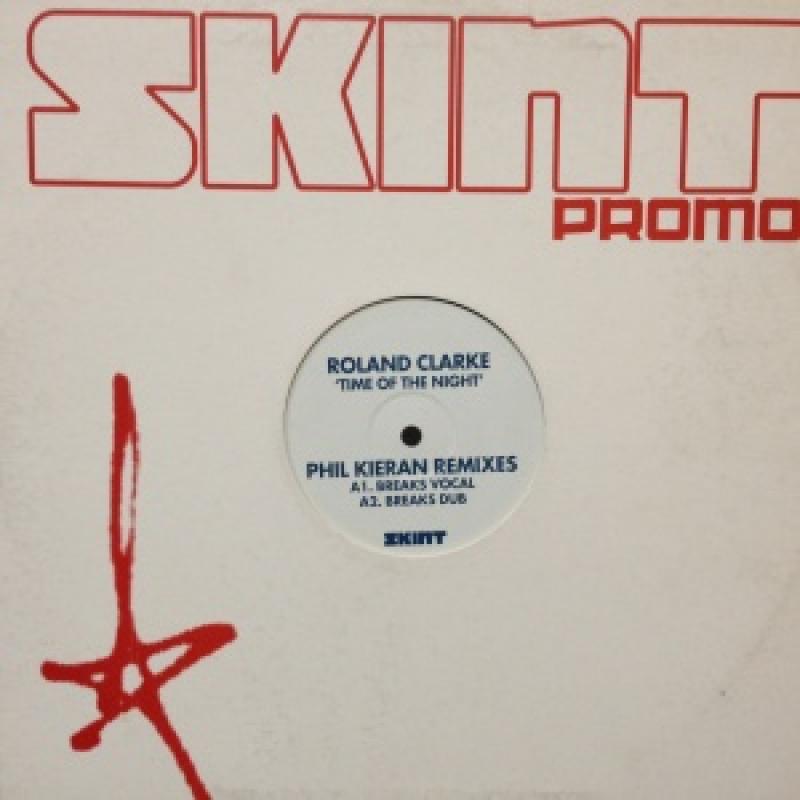 SKINT
PROMO
ROLAND CLARKE
'TIME OF THE NIGHT'
PHIL KIERAN REMIXES
A1. BREAKS VOCAL
A2. BREAKS DUB
SKINT